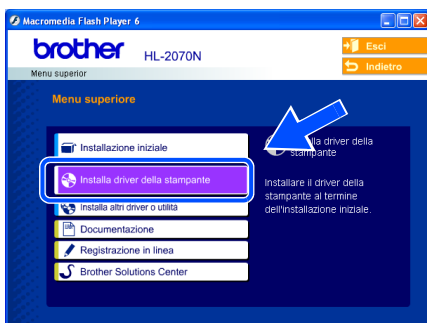 Macromedia Flash Player 6
brother HL-2070N
Esci
Indietro
Menu superior
Menu superiore
Installazione iniziale
Installa driver della stampante
Installa altri driver o utilità
Documentazione
Registrazione in linea
Brother Solutions Center
driver della
stampante
Installare il driver della
stampante al termine
dell'installazione iniziale.